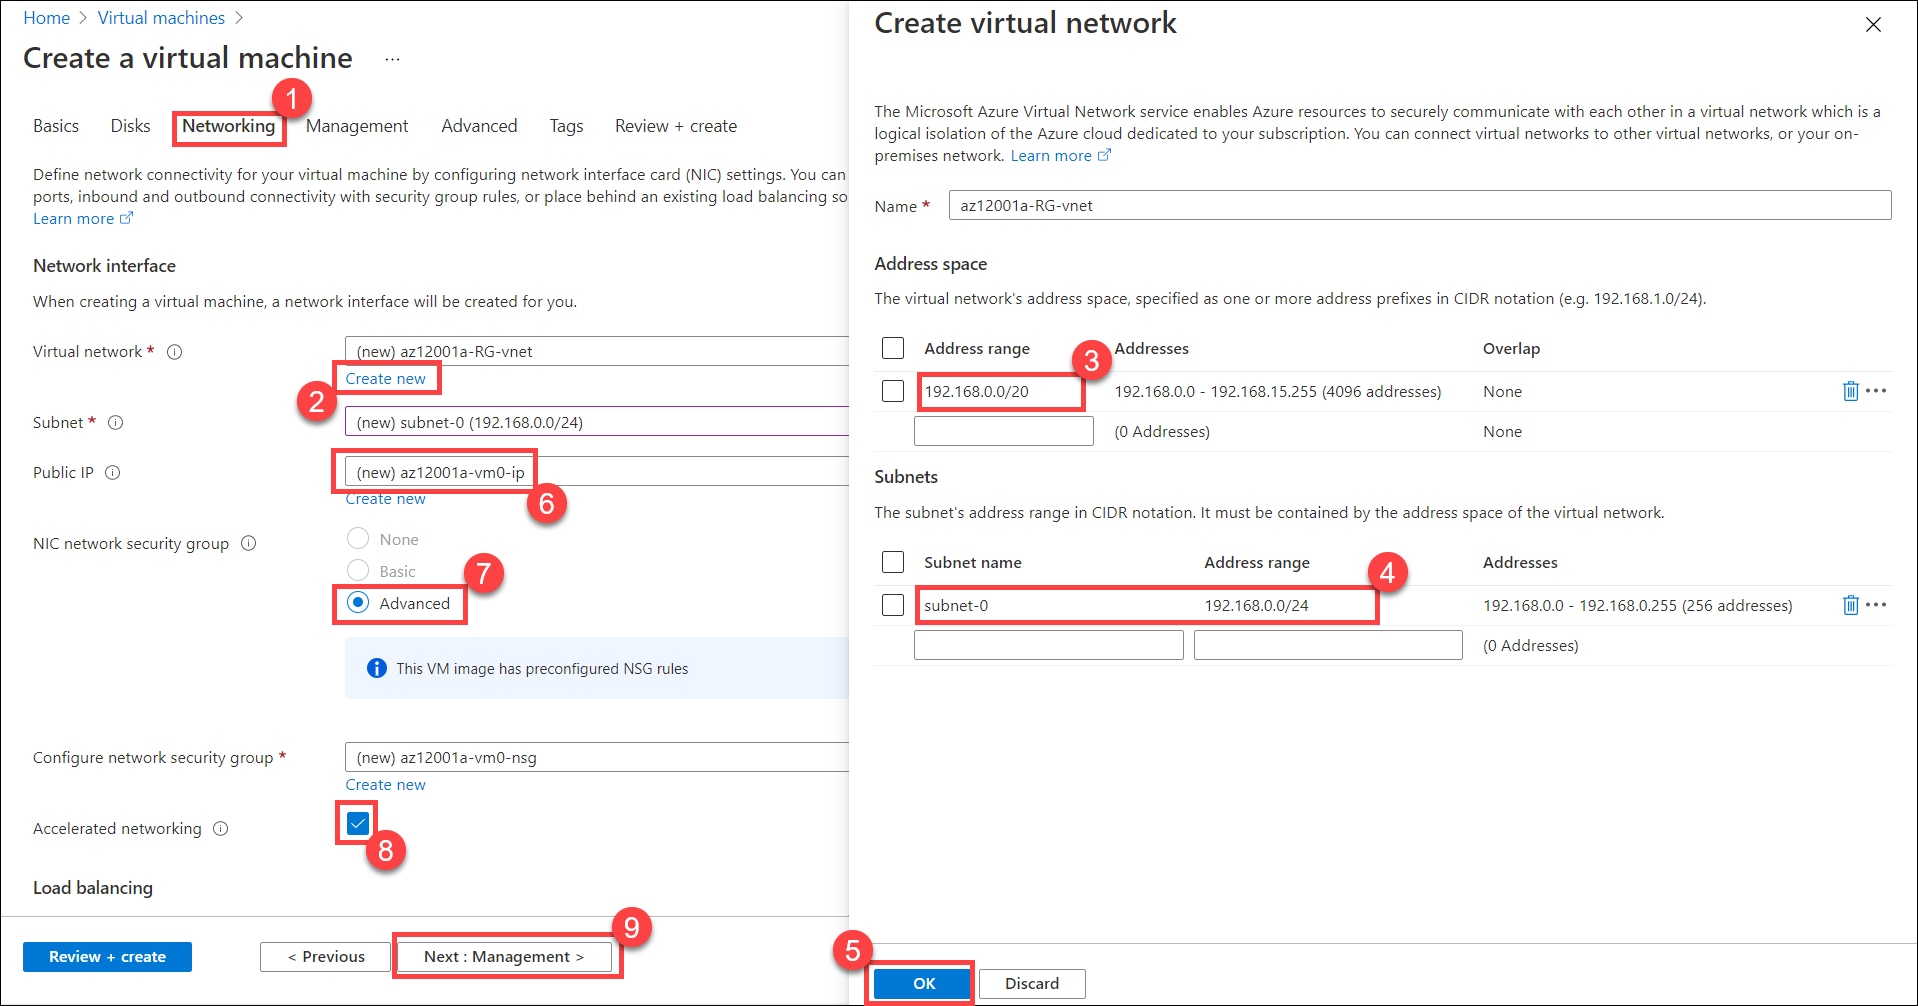 Home > Virtual machines >
Create a virtual machine ...
1
Basics Disks Networking Management Advanced Tags Review + create
Define network connectivity for your virtual machine by configuring network interface card (NIC) settings. You can
ports, inbound and outbound connectivity with security group rules, or place behind an existing load balancing so
Learn more
Network interface
When creating a virtual machine, a network interface will be created for you.
Virtual network *
(new) az12001a-RG-vnet
Create new
2
Subnet *
(new) subnet-0 (192.168.0.0/24)
Public IP
(new) az12001a-vm0-ip
Create new
6
NIC network security group
None
Basic
7
Advanced
This VM image has preconfigured NSG rules
Configure network security group *
(new) az12001a-vm0-nsg
Create new
Accelerated networking
8
Load balancing
9
Review + create
< Previous
Next : Management >
Create virtual network
The Microsoft Azure Virtual Network service enables Azure resources to securely communicate with each other in a virtual network which is a
logical isolation of the Azure cloud dedicated to your subscription. You can connect virtual networks to other virtual networks, or your on-
premises network. Learn more
Name *
az12001a-RG-vnet
Address space
The virtual network's address space, specified as one or more address prefixes in CIDR notation (e.g. 192.168.1.0/24).
Address range Addresses Overlap
3
192.168.0.0/20 192.168.0.0 - 192.168.15.255 (4096 addresses) None ...
(0 Addresses) None
Subnets
The subnet's address range in CIDR notation. It must be contained by the address space of the virtual network.
Subnet name Address range Addresses
4
subnet-0 192.168.0.0/24 192.168.0.0 - 192.168.0.255 (256 addresses) ...
(0 Addresses)
5
OK
Discard